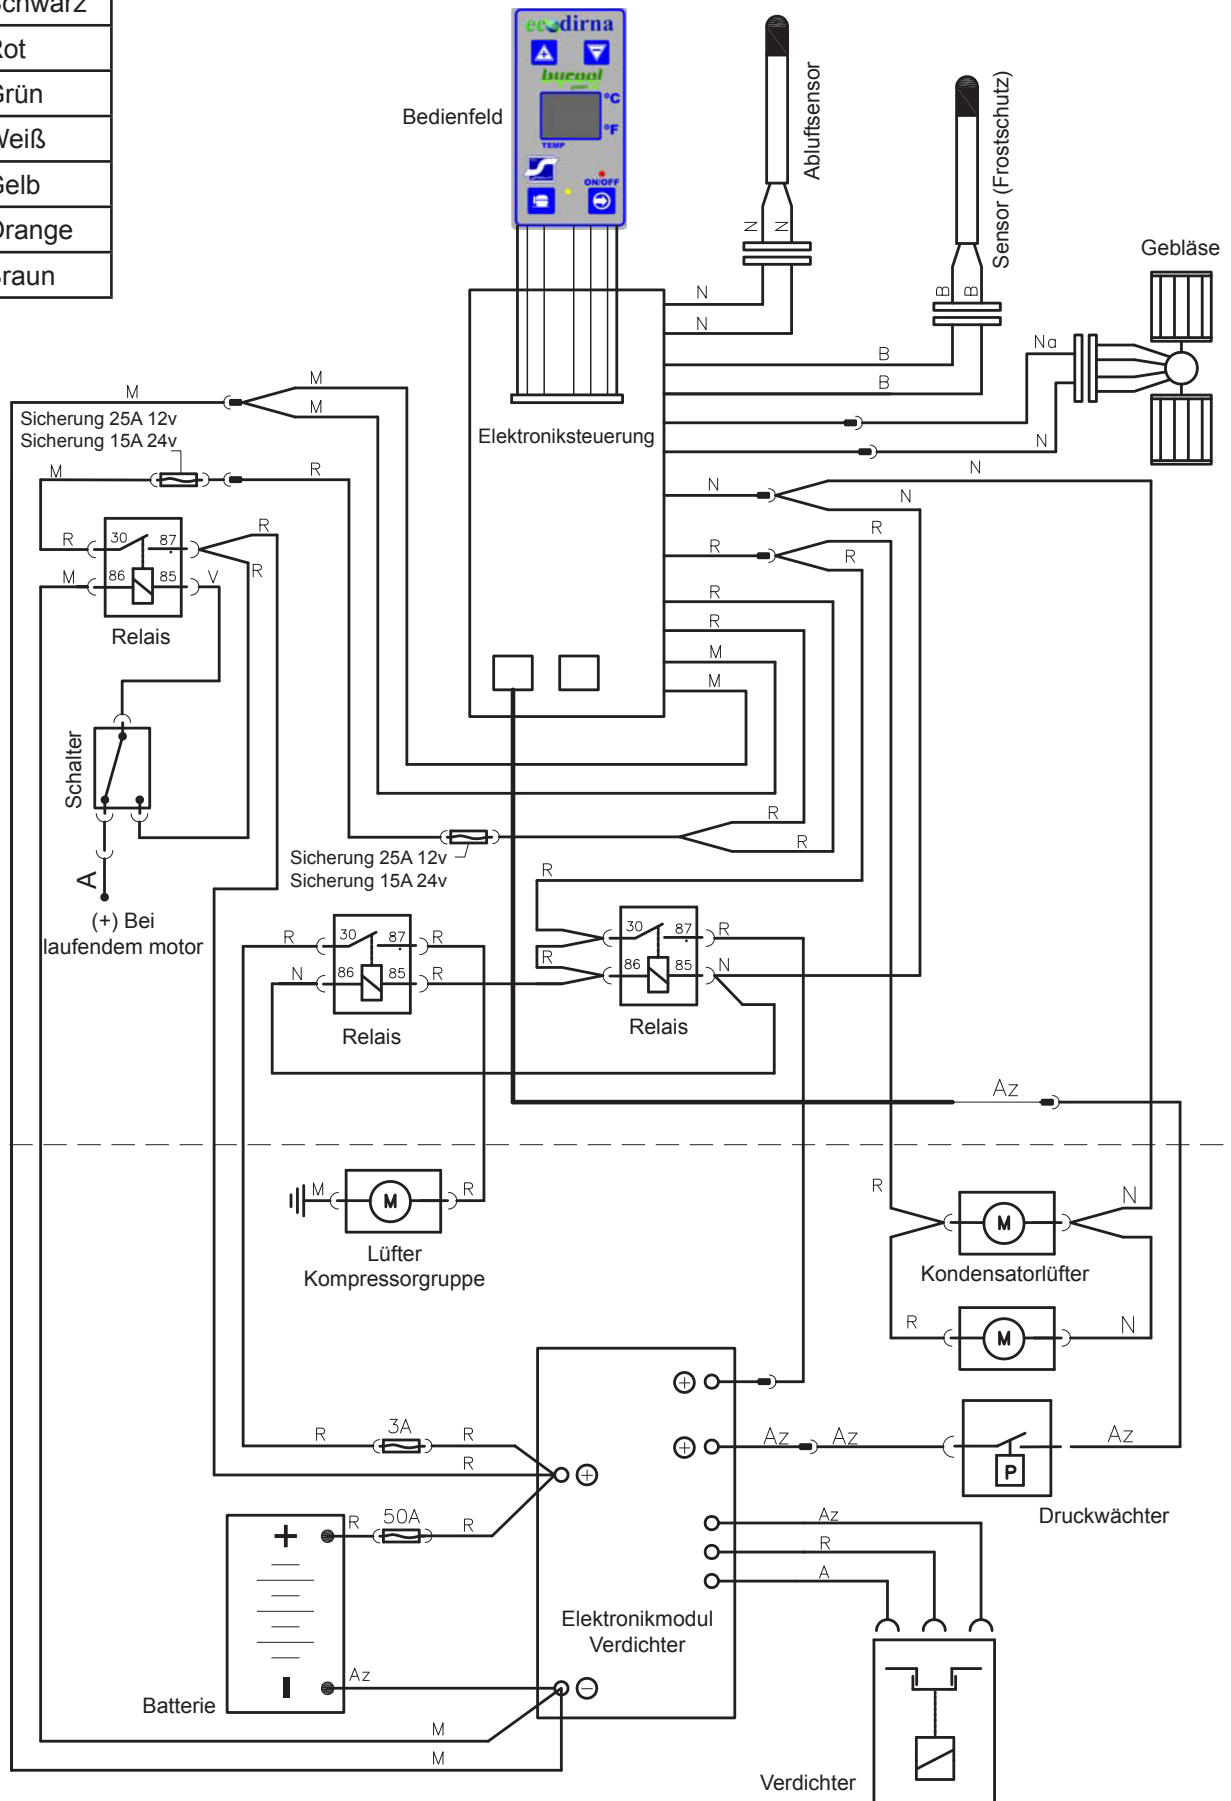 Rot
Grün
Weiß
Gelb
Orange
Braun
ecodirna
bucool
green
°C
°F
TEMP
ON/OFF
Bedienfeld
Abluftsensor
Sensor (Frostschutz)
Gebläse
N
N
B
B
N
N
B
B
Na
N
N
N
M
M
M
Sicherung 25A 12v
Sicherung 15A 24v
Elektroniksteuerung
M
R
N
R
R
R
R
30
87
R
M
86
85
V
R
Relais
R
R
M
M
Schalter
A
(+) Bei
laufendem motor
R
R
Sicherung 25A 12v
Sicherung 15A 24v
R
R
30
87
R
N
86
85
R
Relais
30
87
R
R
86
85
N
Relais
Az
M
M
R
Lüfter
Kompressorgruppe
R
M
N
Kondensatorlüfter
R
M
N
R
3A
R
R
R
50A
R
Az
Az
Az
P
Druckwächter
Az
R
A
Elektronikmodul
Verdichter
Az
Batterie
M
M
Verdichter